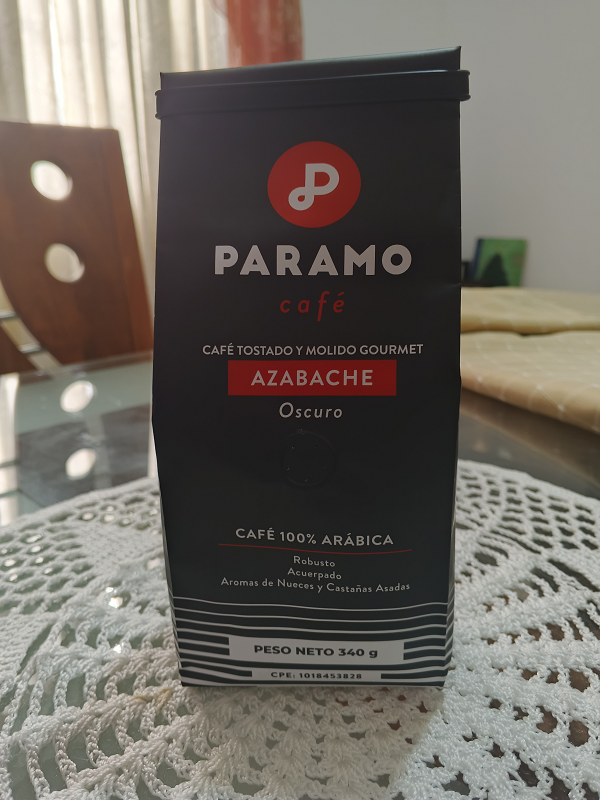 P
PARAMO
café
CAFÉ TOSTADO Y MOLIDO GOURMET
AZABACHE
Oscuro
CAFÉ 100% ARÁBICA
Robusto
Acuerpado
Aromas de Nueces y Castañas Asadas
PESO NETO 340 g
CPE: 1018453828